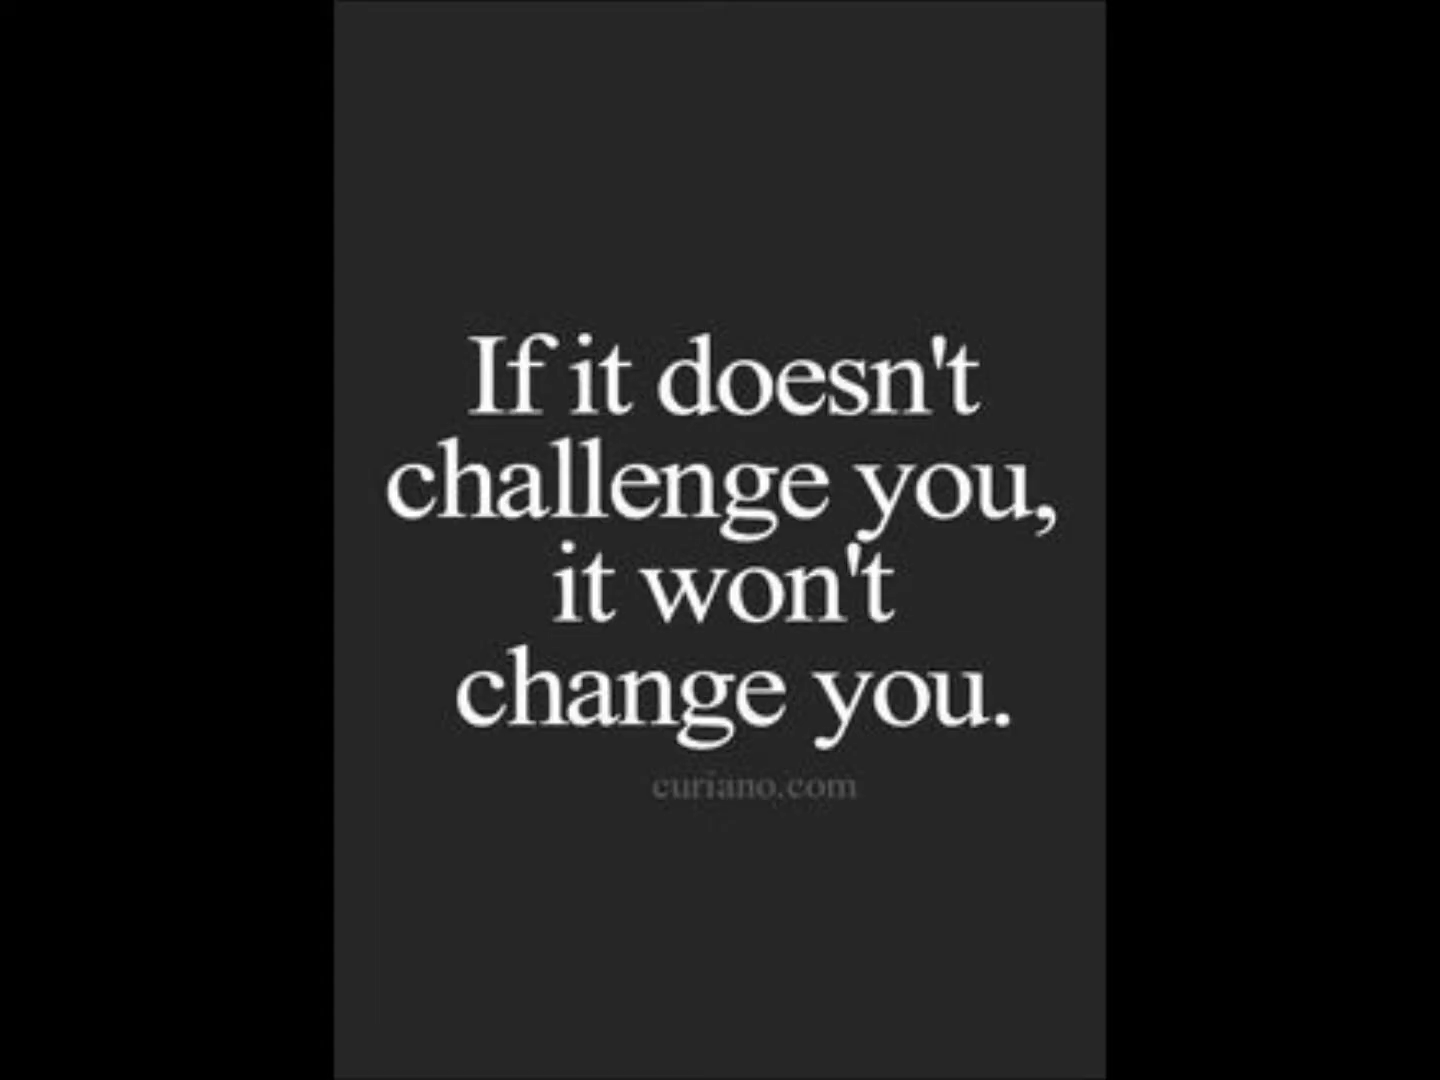 If it doesn't
challenge you,
it won't
change you.
curiano.com